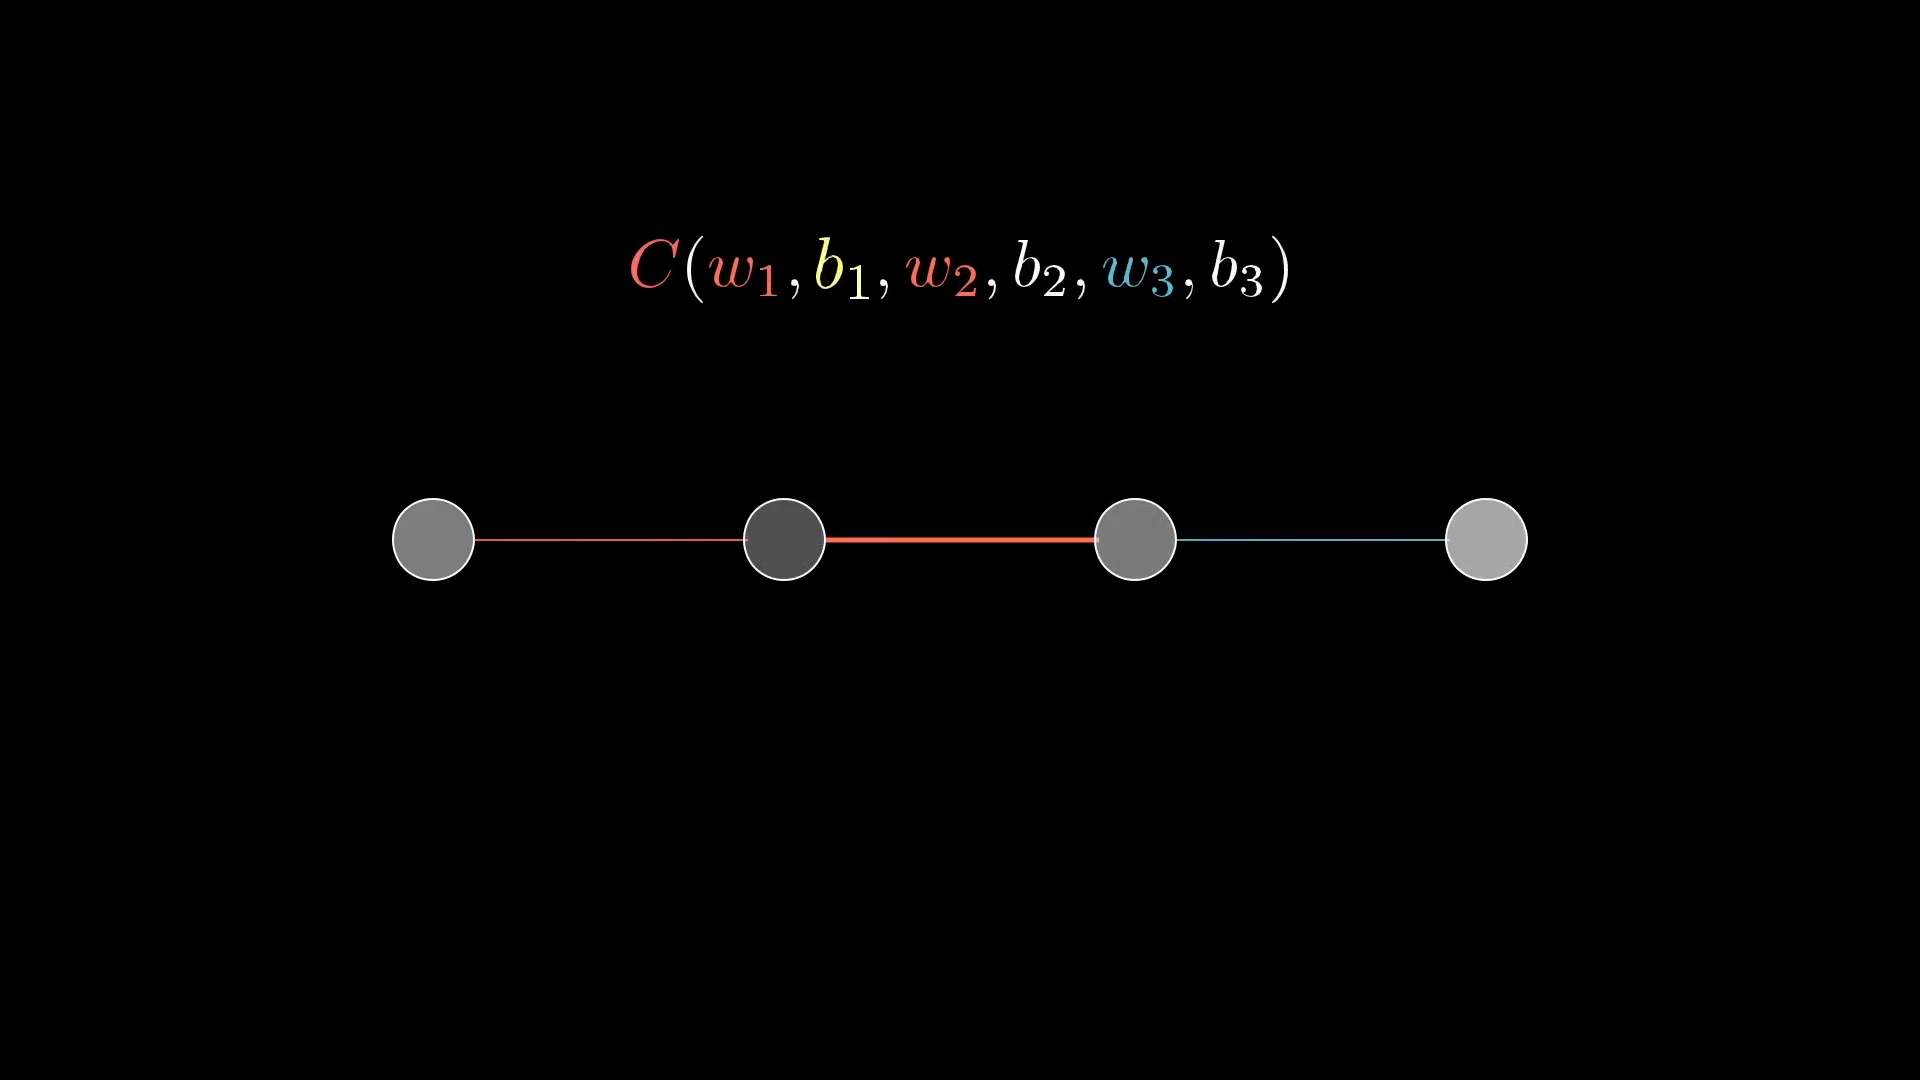 C(w₁, b₁, w₂, b₂, w₃, b₃)